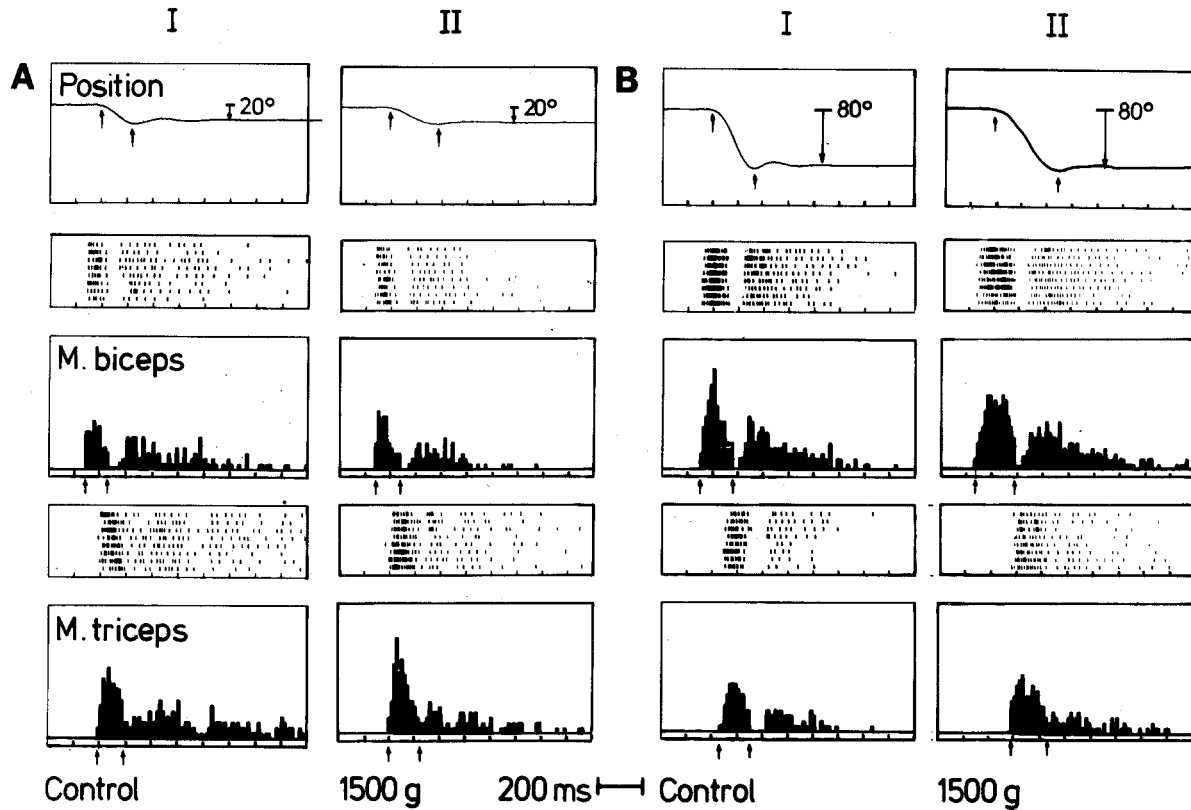 I II I II
A Position 20° 20° B 80° 80°
M. biceps
M. triceps
Control 1500 g 200 ms Control 1500 g